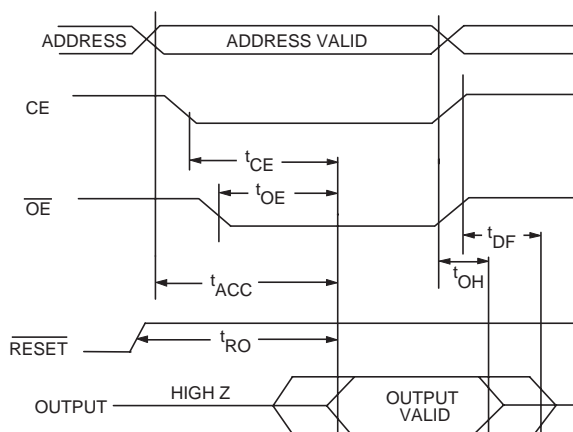 ADDRESS
ADDRESS VALID
CE
tCE
tOE
OE
tDF
tOH
tACC
RESET
tRO
OUTPUT
HIGH Z
OUTPUT
VALID